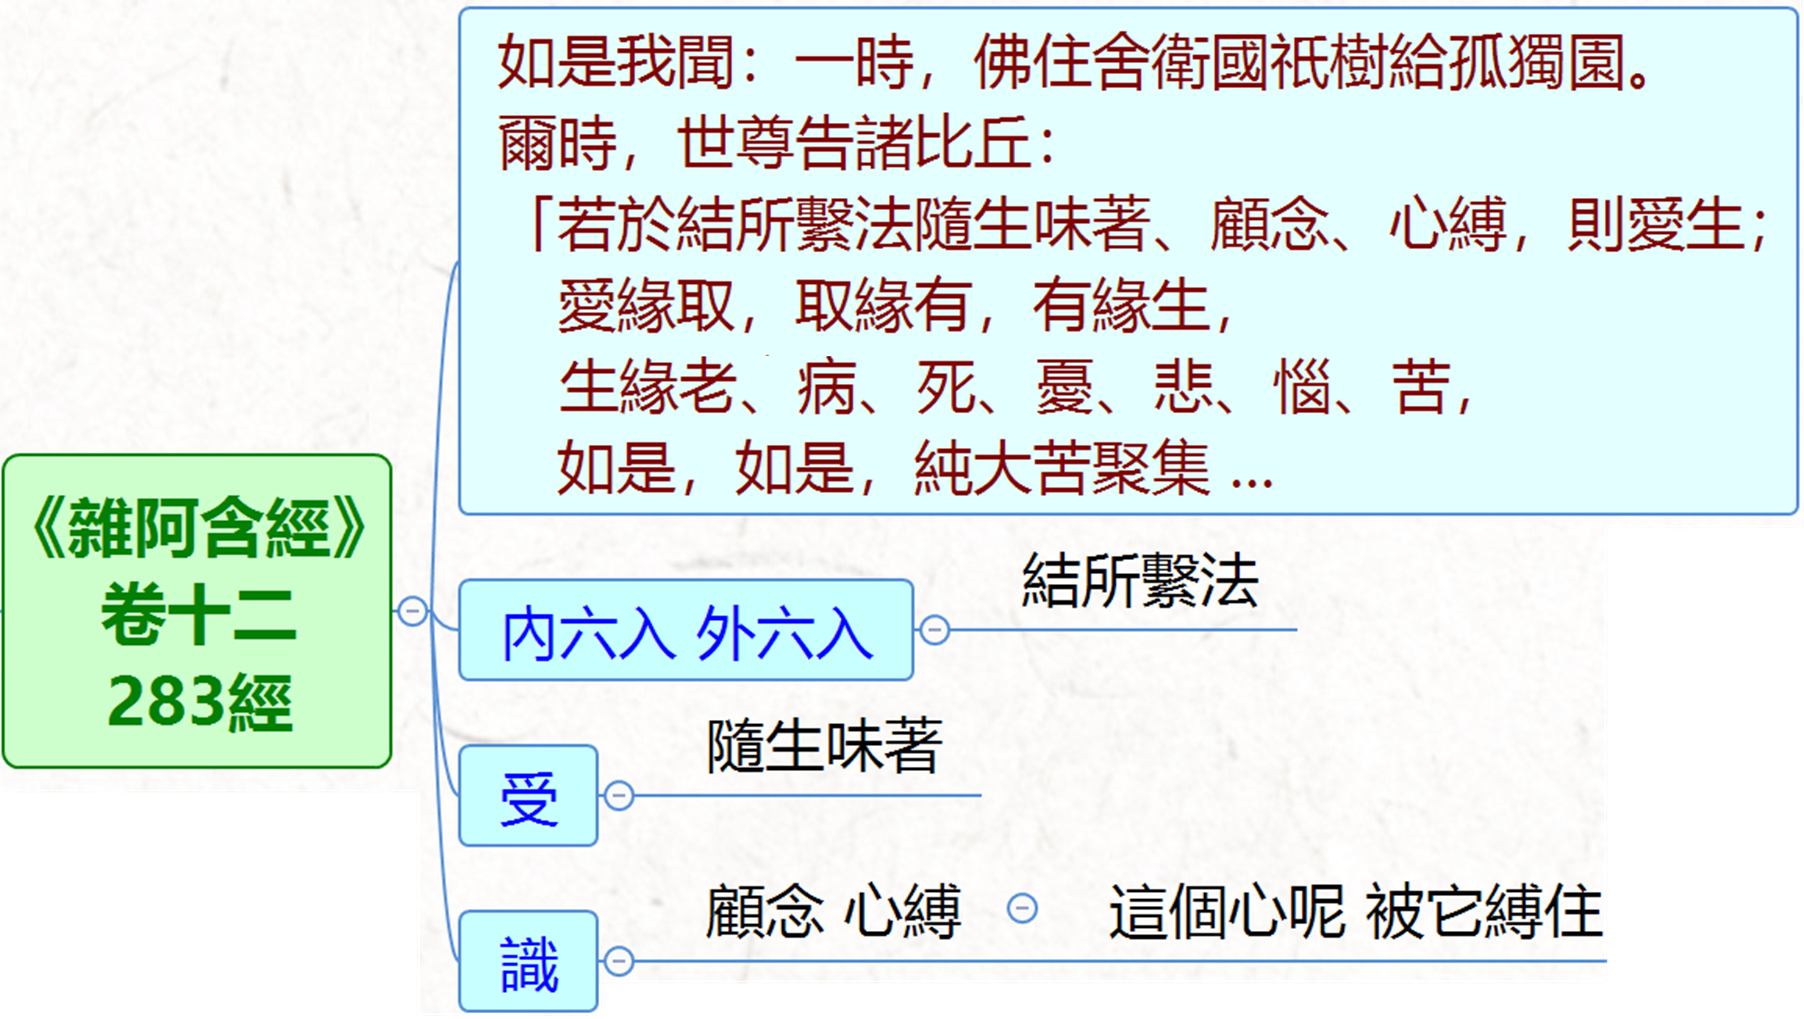 《雜阿含經》
卷十二
283經
如是我聞：一時，佛住舍衛國祇樹給孤獨園。
爾時，世尊告諸比丘：
「若於結所繫法隨生味著、顧念、心縛，則愛生；
愛緣取，取緣有，有緣生，
生緣老、病、死、憂、悲、惱、苦，
如是，如是，純大苦聚集 ...
內六入 外六入
結所繫法
受
隨生味著
識
顧念 心縛
這個心呢 被它縛住